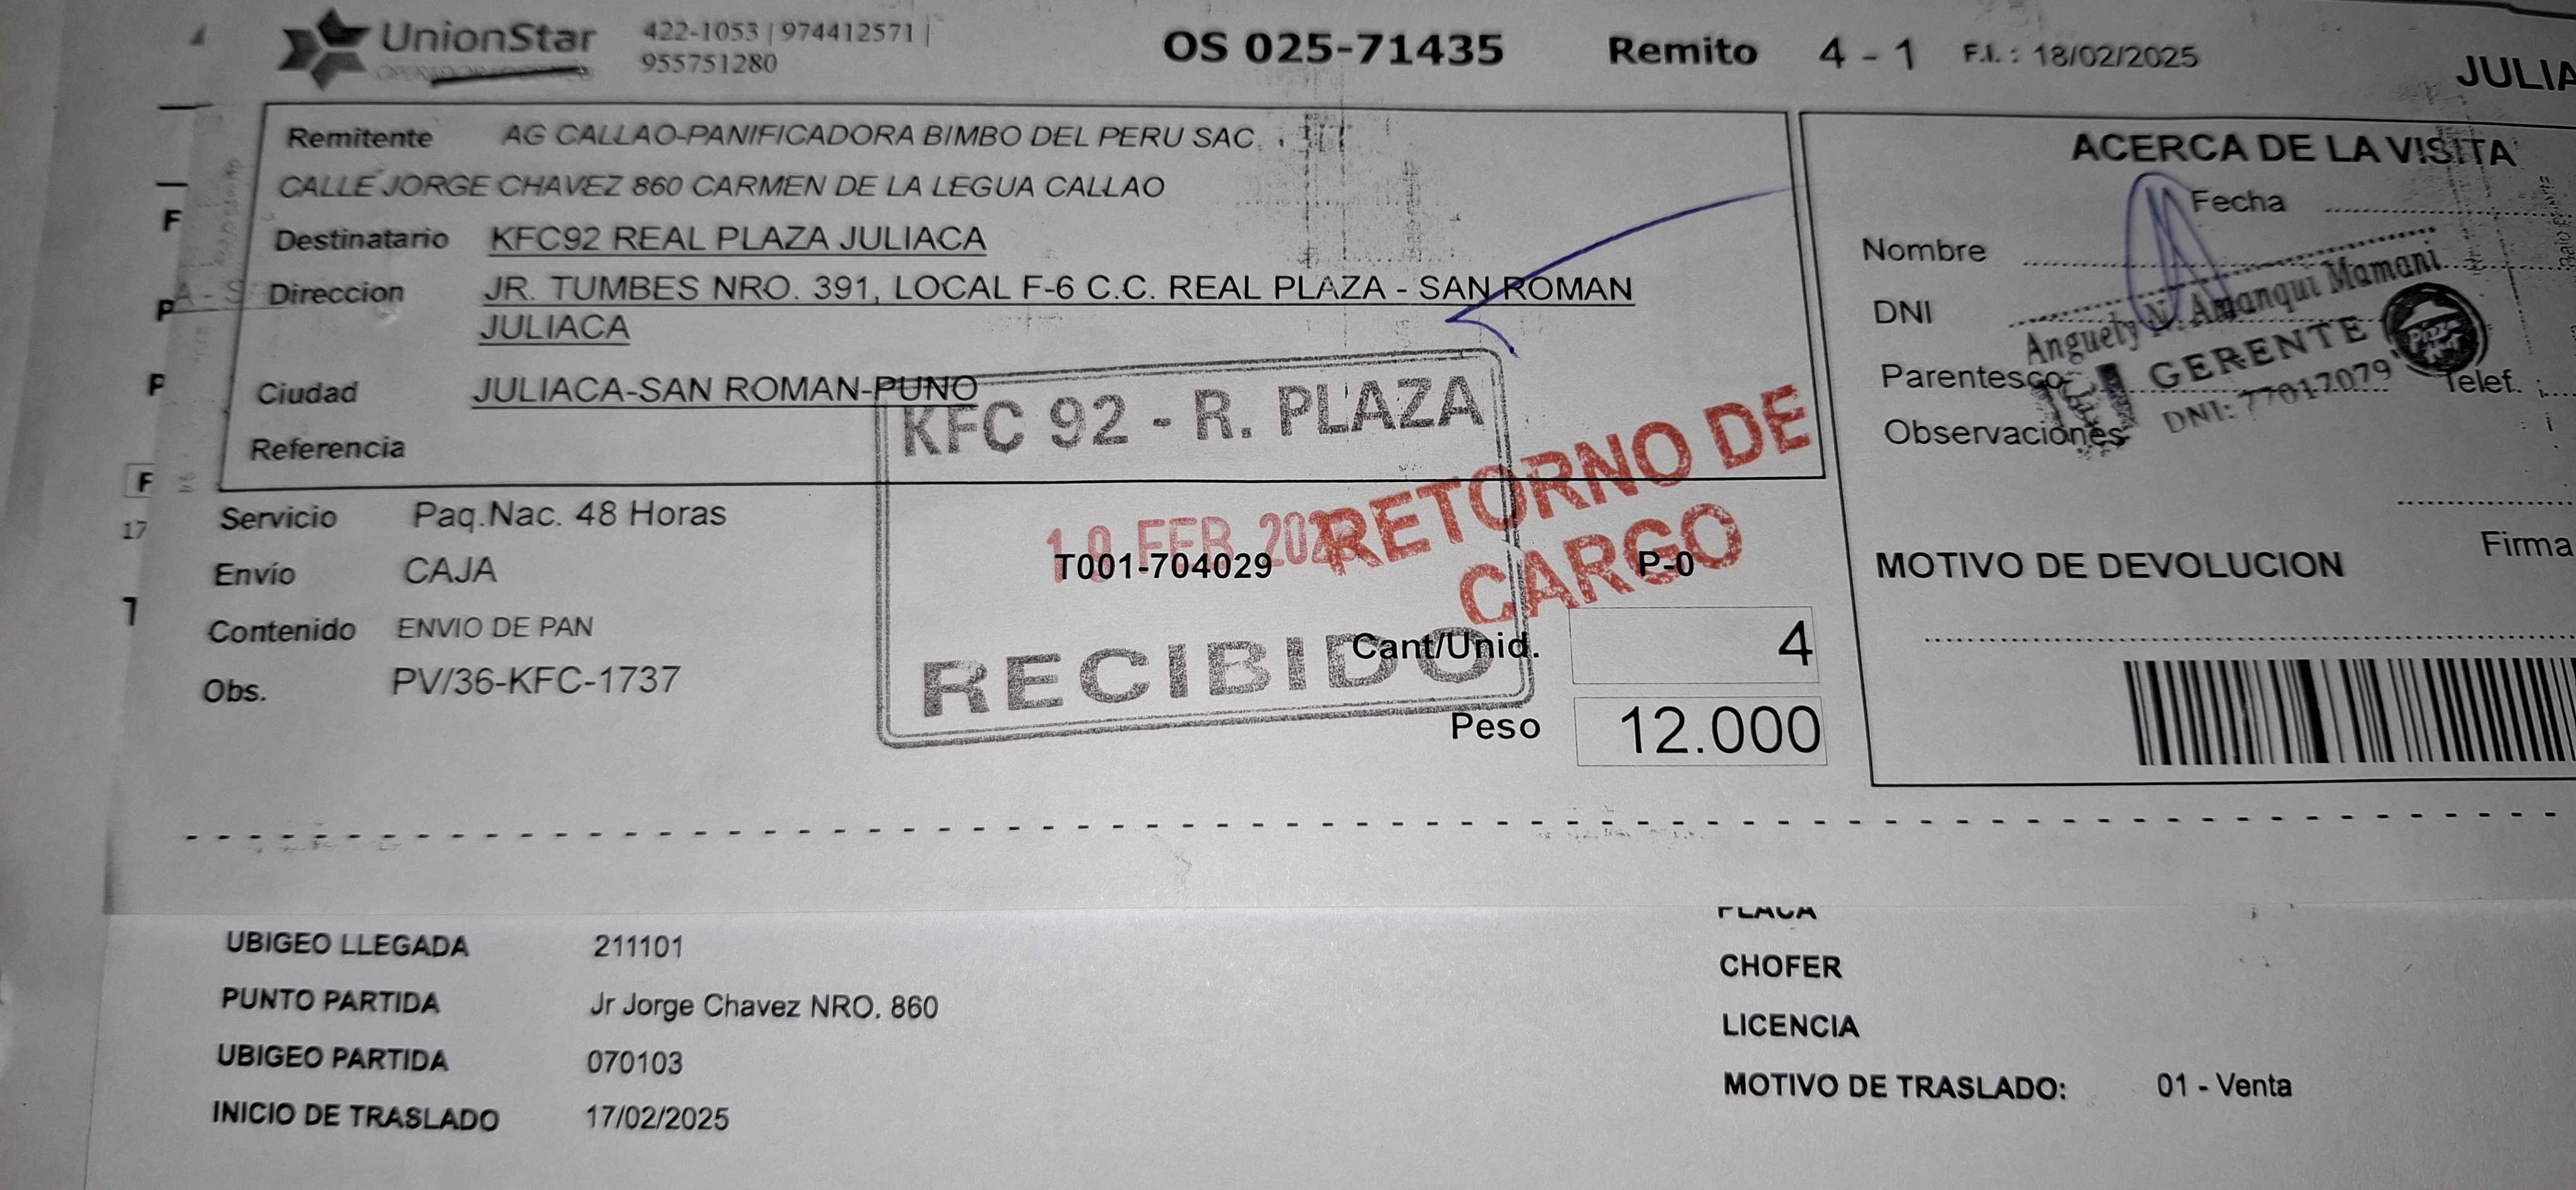 UnionStar
422-1053 | 974412571 |
955751280
OS 025-71435 Remito 4 - 1 F.I. : 18/02/2025
JULIA
Remitente AG CALLAO-PANIFICADORA BIMBO DEL PERU SAC
CALLE JORGE CHAVEZ 860 CARMEN DE LA LEGUA CALLAO
Destinatario KFC92 REAL PLAZA JULIACA
Direccion JR. TUMBES NRO. 391, LOCAL F-6 C.C. REAL PLAZA - SAN ROMAN
JULIACA
Ciudad JULIACA-SAN ROMAN-PUNO
Referencia
KFC 92 - R. PLAZA
RECIBIDO
RETORNO DE
CARGO
Servicio Paq.Nac. 48 Horas
Envío CAJA
T001-704029 P-0
Contenido ENVIO DE PAN
Cant/Unid. 4
Obs. PV/36-KFC-1737
Peso 12.000
ACERCA DE LA VISITA
Fecha
Nombre
DNI
Parentesco
Telef. :
Observaciones
Anguely N. Amanqui Mamani
GERENTE
DNI: 77017079
Firma
MOTIVO DE DEVOLUCION
UBIGEO LLEGADA 211101
PUNTO PARTIDA Jr Jorge Chavez NRO. 860
UBIGEO PARTIDA 070103
INICIO DE TRASLADO 17/02/2025
PLACA
CHOFER
LICENCIA
MOTIVO DE TRASLADO: 01 - Venta